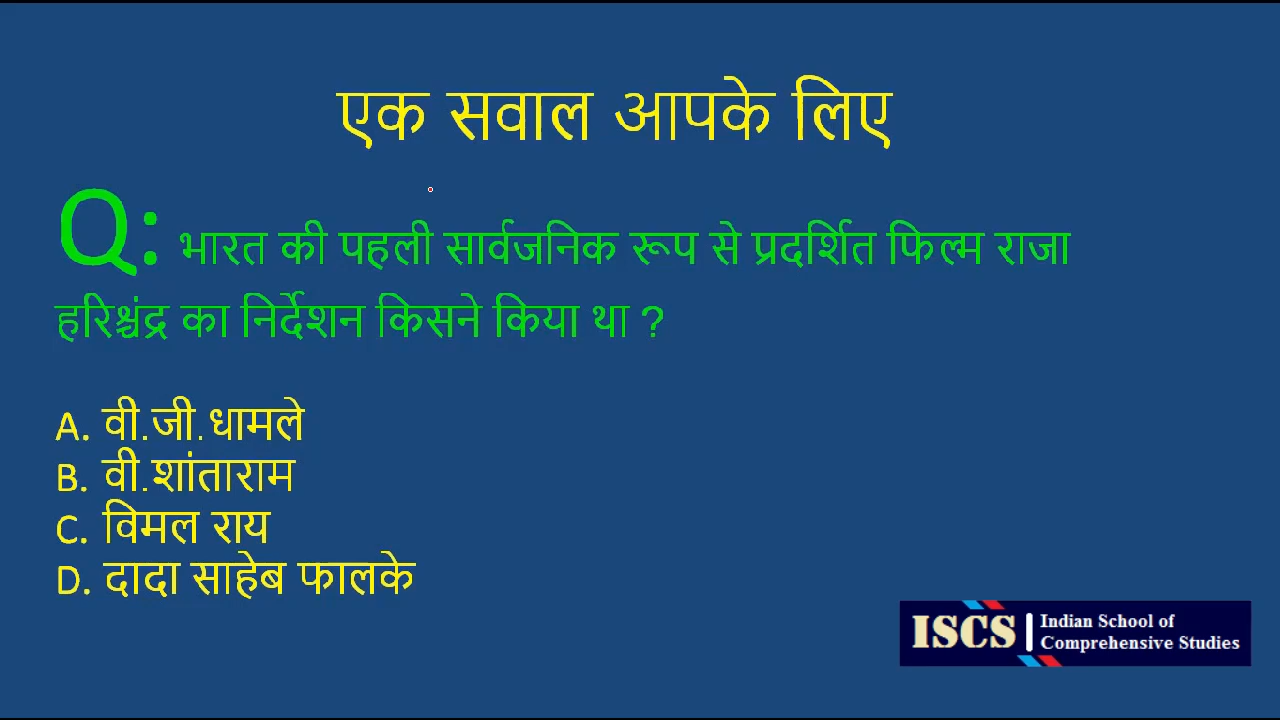 एक सवाल आपके लिए
Q: भारत की पहली सार्वजनिक रूप से प्रदर्शित फिल्म राजा
हरिश्चंद्र का निर्देशन किसने किया था ?
A. वी.जी.धामले
B. वी.शांताराम
C. विमल राय
D. दादा साहेब फालके
ISCS
Indian School of
Comprehensive Studies